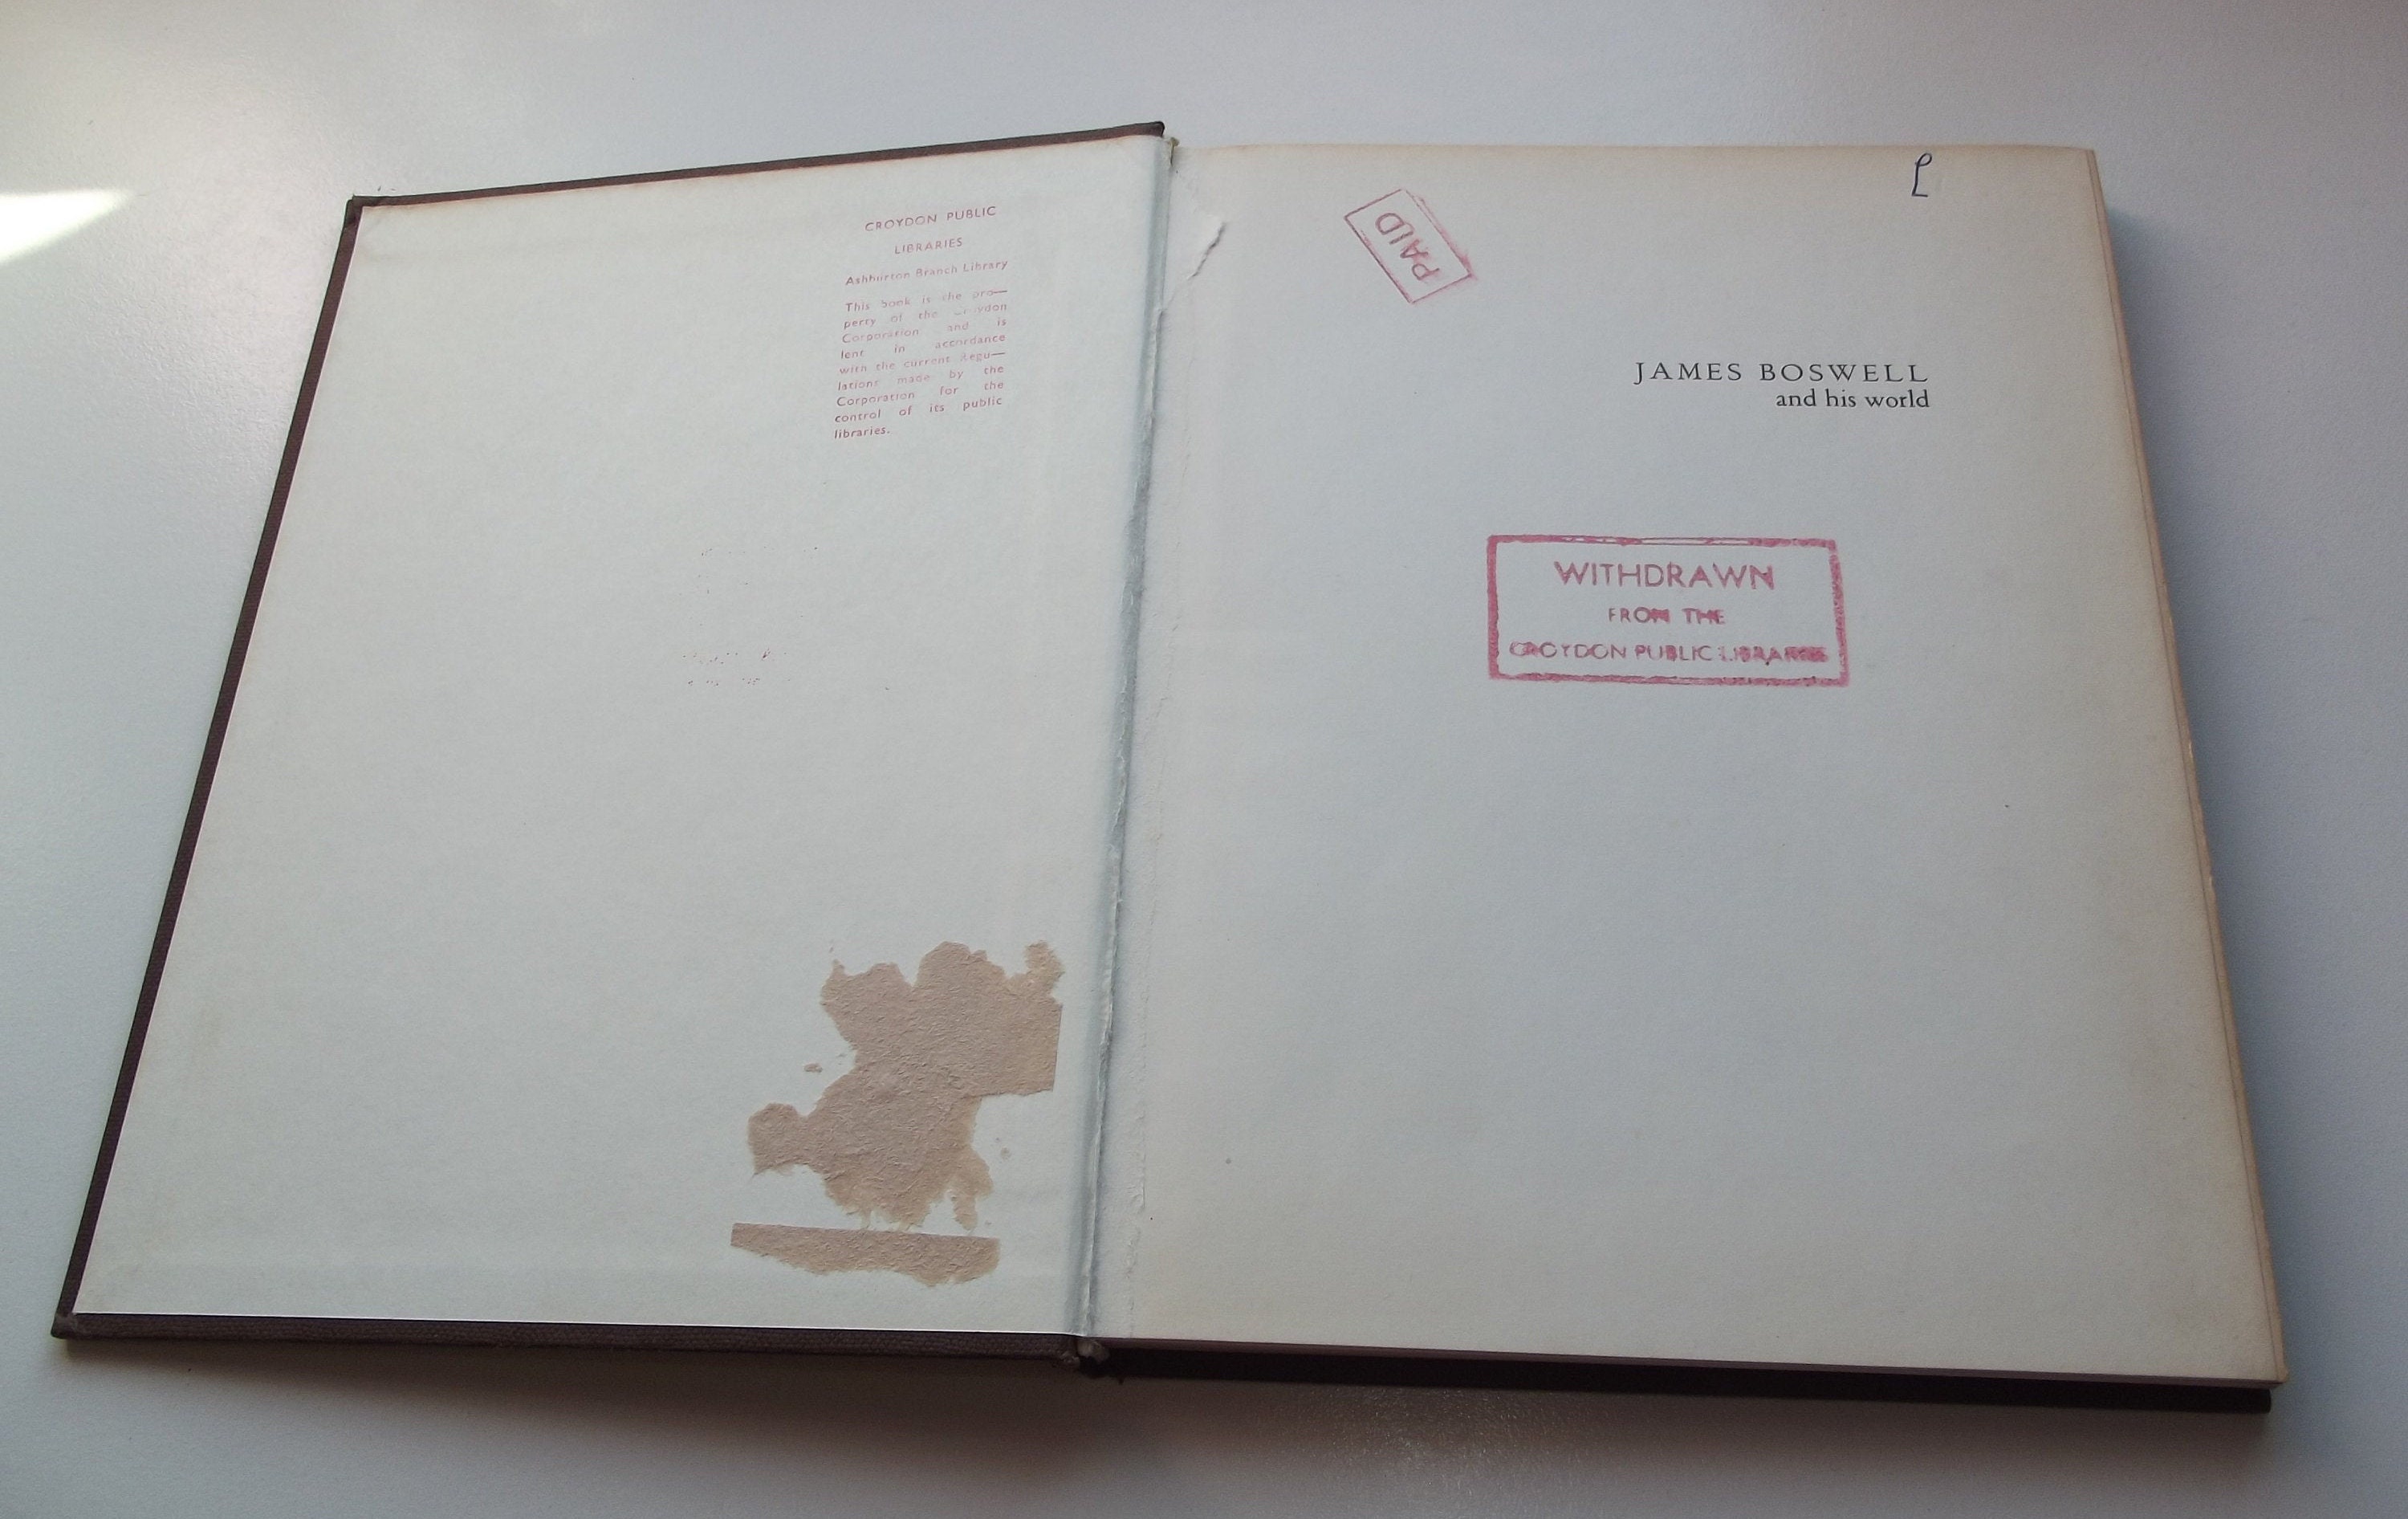 CROYDON PUBLIC
LIBRARIES
Ashburton Branch Library
This book is the pro—
perty of the Croydon
Corporation and is
lent in accordance
with the current Regu—
lations made by the
Corporation for the
control of its public
libraries.
PAID
JAMES BOSWELL
and his world
WITHDRAWN
FROM THE
CROYDON PUBLIC LIBRARIES